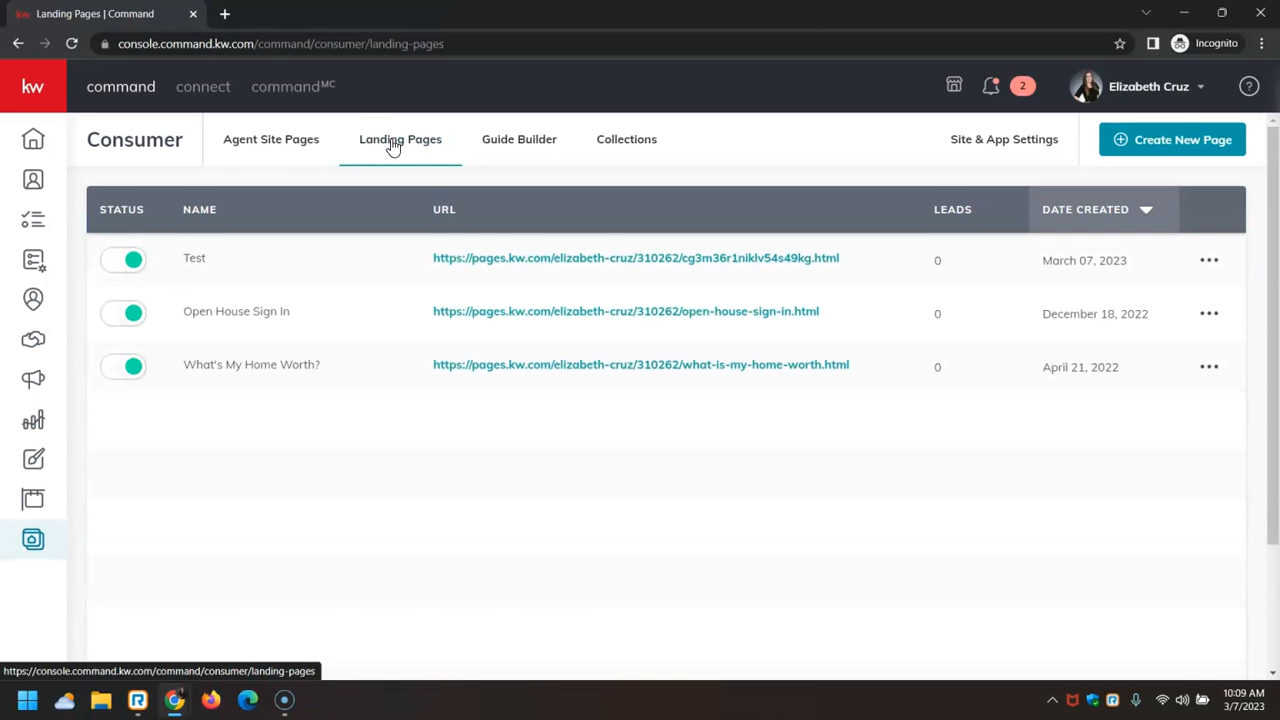 Landing Pages | Command
console.command.kw.com/command/consumer/landing-pages
Incognito
kw
command
connect
commandMC
2
Elizabeth Cruz
Consumer
Agent Site Pages
Landing Pages
Guide Builder
Collections
Site & App Settings
Create New Page
STATUS NAME URL LEADS DATE CREATED
Test https://pages.kw.com/elizabeth-cruz/310262/cg3m36r1niklv54s49kg.html 0 March 07, 2023
Open House Sign In https://pages.kw.com/elizabeth-cruz/310262/open-house-sign-in.html 0 December 18, 2022
What's My Home Worth? https://pages.kw.com/elizabeth-cruz/310262/what-is-my-home-worth.html 0 April 21, 2022
https://console.command.kw.com/command/consumer/landing-pages
10:09 AM
3/7/2023